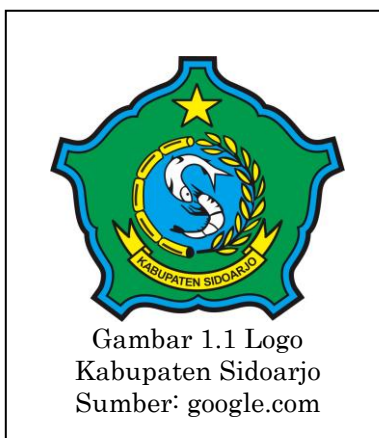 KABUPATEN SIDOARJO
Gambar 1.1 Logo
Kabupaten Sidoarjo
Sumber: google.com